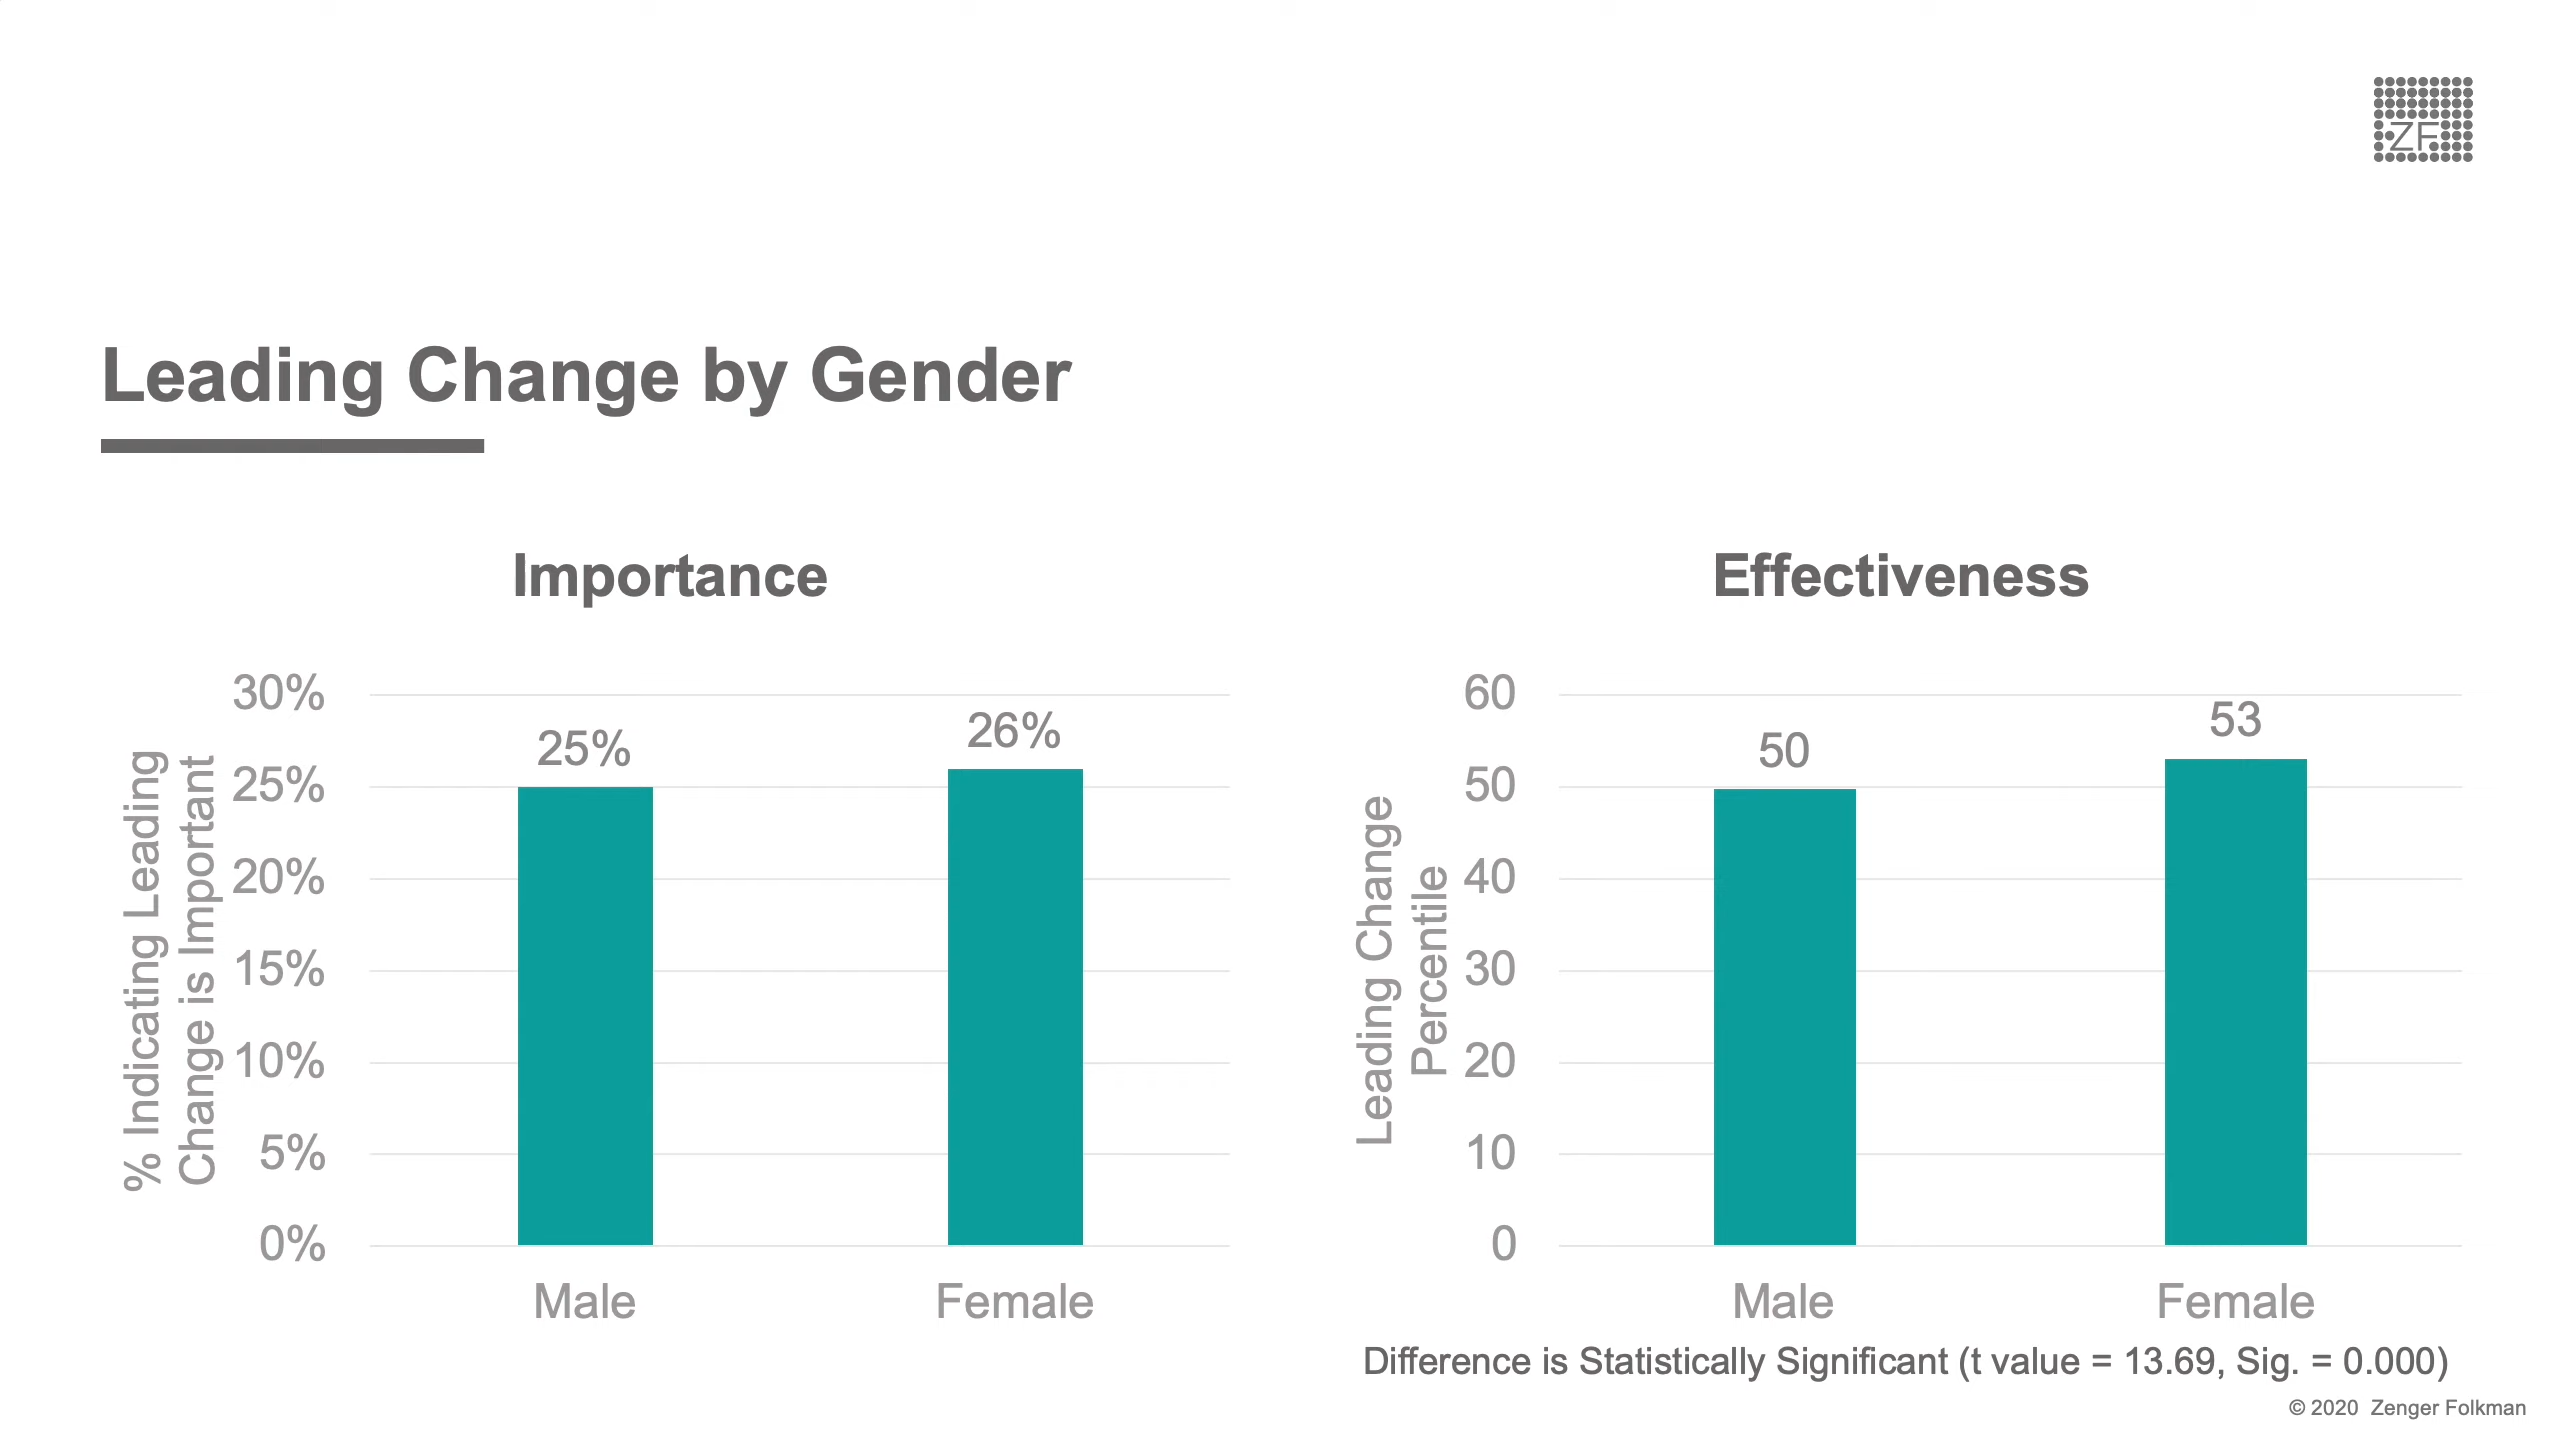 ZF
Leading Change by Gender
Importance
% Indicating Leading
Change is Important
30%
25%
20%
15%
10%
5%
0%
25%
26%
Male
Female
Effectiveness
Leading Change
Percentile
60
50
40
30
20
10
0
50
53
Male
Female
Difference is Statistically Significant (t value = 13.69, Sig. = 0.000)
© 2020 Zenger Folkman